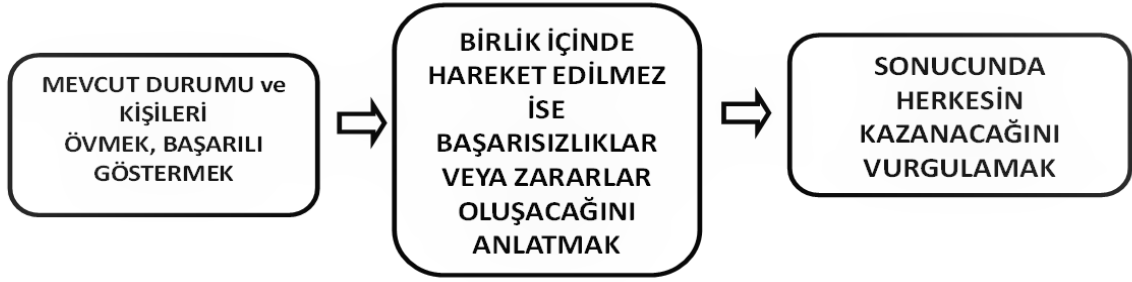 MEVCUT DURUMU ve
KİŞİLERİ
ÖVMEK, BAŞARILI
GÖSTERMEK
BİRLİK İÇİNDE
HAREKET EDİLMEZ
İSE
BAŞARISIZLIKLAR
VEYA ZARARLAR
OLUŞACAĞINI
ANLATMAK
SONUCUNDA
HERKESİN
KAZANACAĞINI
VURGULAMAK